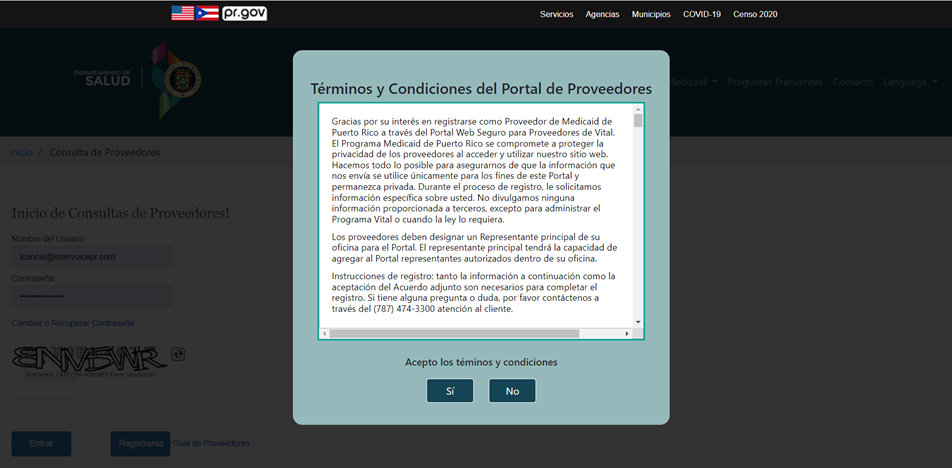 pr.gov
Servicios Agencias Municipios COVID-19 Censo 2020
DEPARTAMENTO DE
SALUD
Medicaid Preguntas Frecuentes Contacto Language
Inicio / Consulta de Proveedores
Términos y Condiciones del Portal de Proveedores
Gracias por su interés en registrarse como Proveedor de Medicaid de
Puerto Rico a través del Portal Web Seguro para Proveedores de Vital.
El Programa Medicaid de Puerto Rico se compromete a proteger la
privacidad de los proveedores al acceder y utilizar nuestro sitio web.
Hacemos todo lo posible para asegurarnos de que la información que
nos envía se utilice únicamente para los fines de este Portal y
permanezca privada. Durante el proceso de registro, le solicitamos
información específica sobre usted. No divulgamos ninguna
información proporcionada a terceros, excepto para administrar el
Programa Vital o cuando la ley lo requiera.
Los proveedores deben designar un Representante principal de su
oficina para el Portal. El representante principal tendrá la capacidad de
agregar al Portal representantes autorizados dentro de su oficina.
Instrucciones de registro: tanto la información a continuación como la
aceptación del Acuerdo adjunto son necesarios para completar el
registro. Si tiene alguna pregunta o duda, por favor contáctenos a
través del (787) 474-3300 atención al cliente.
Acepto los téminos y condiciones
Sí No
Inicio de Consultas de Proveedores!
Nombre del Usuario
lcancel@intervoicepr.com
Contraseña
Cambiar o Recuperar Contraseña
BotDetect CAPTCHA ASP.NET Form Validation
Entrar Registrarse Guia de Proveedores